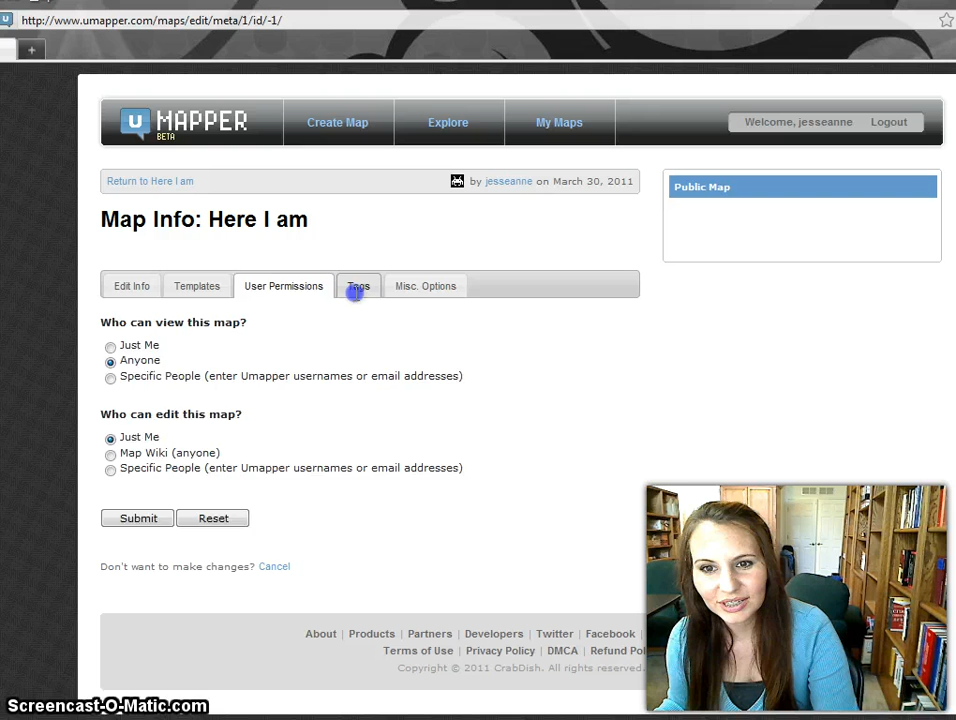 http://www.umapper.com/maps/edit/meta/1/id/-1/
U MAPPER
BETA
Create Map
Explore
My Maps
Welcome, jesseanne Logout
Return to Here I am
by jesseanne on March 30, 2011
Public Map
Map Info: Here I am
Edit Info
Templates
User Permissions
Tags
Misc. Options
Who can view this map?
Just Me
Anyone
Specific People (enter Umapper usernames or email addresses)
Who can edit this map?
Just Me
Map Wiki (anyone)
Specific People (enter Umapper usernames or email addresses)
Submit Reset
Don't want to make changes? Cancel
About | Products | Partners | Developers | Twitter | Facebook |
Terms of Use | Privacy Policy | DMCA | Refund Pol
Copyright © 2011 CrabDish. All rights reserved.
Screencast-O-Matic.com